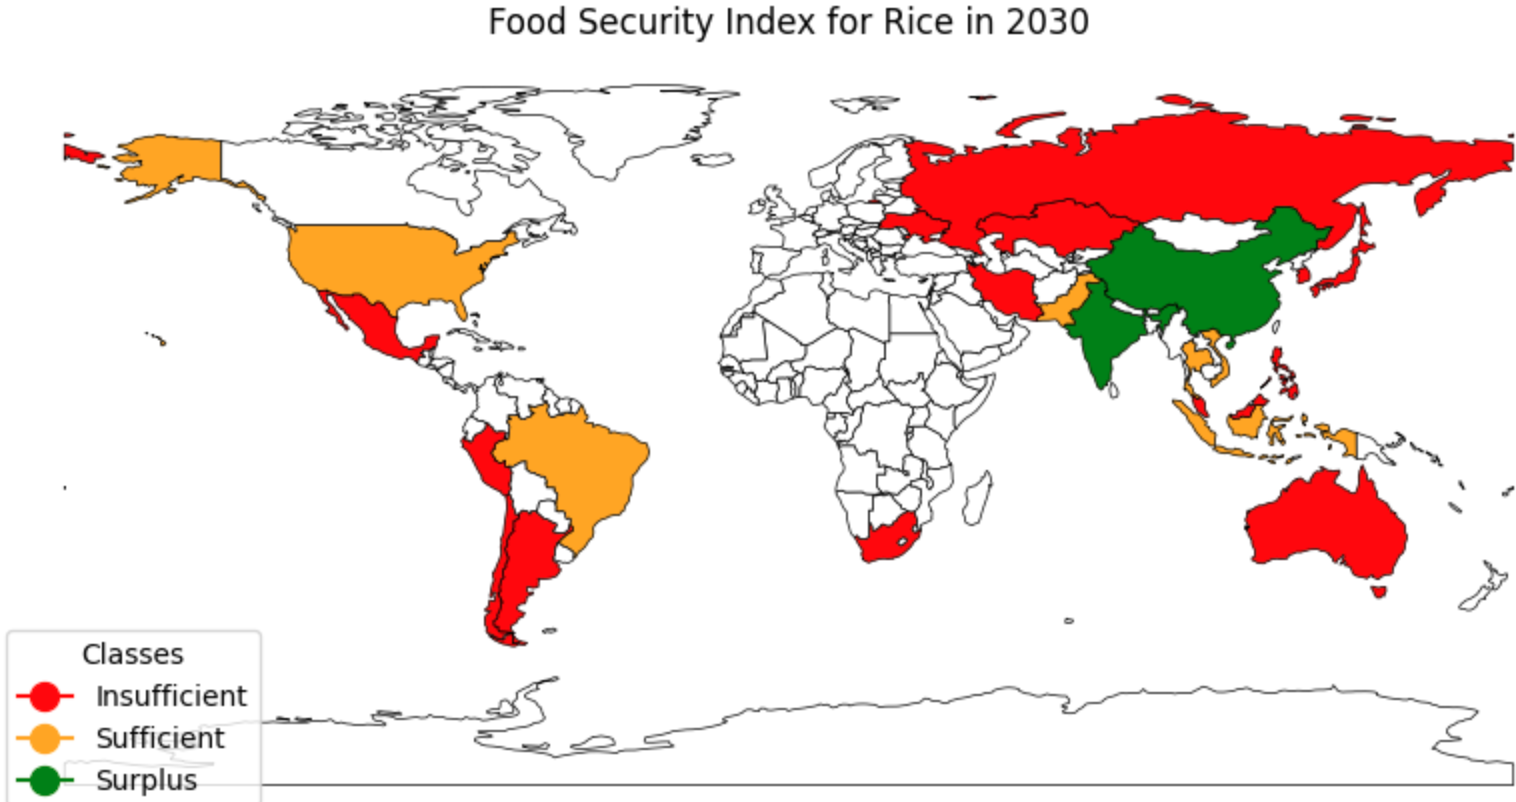 Food Security Index for Rice in 2030
Classes
Insufficient
Sufficient
Surplus